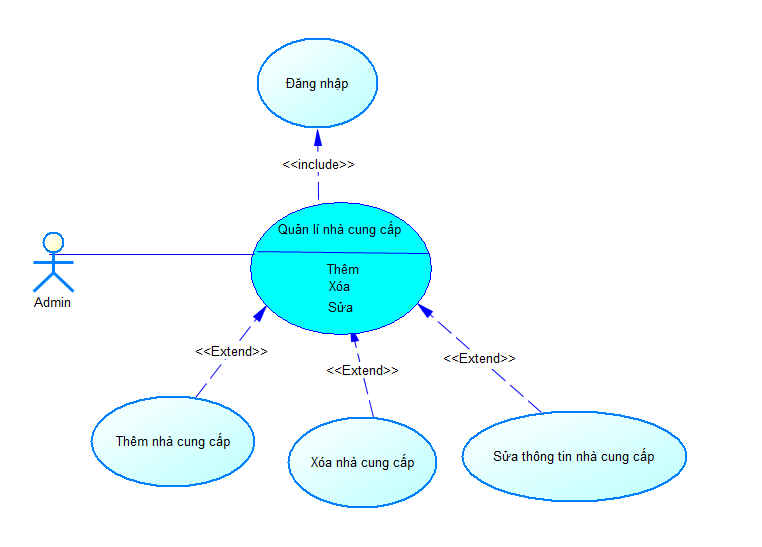 Đăng nhập
<<include>>
Quản lí nhà cung cấp
Thêm
Xóa
Sửa
Admin
<<Extend>>
<<Extend>>
<<Extend>>
Thêm nhà cung cấp
Xóa nhà cung cấp
Sửa thông tin nhà cung cấp